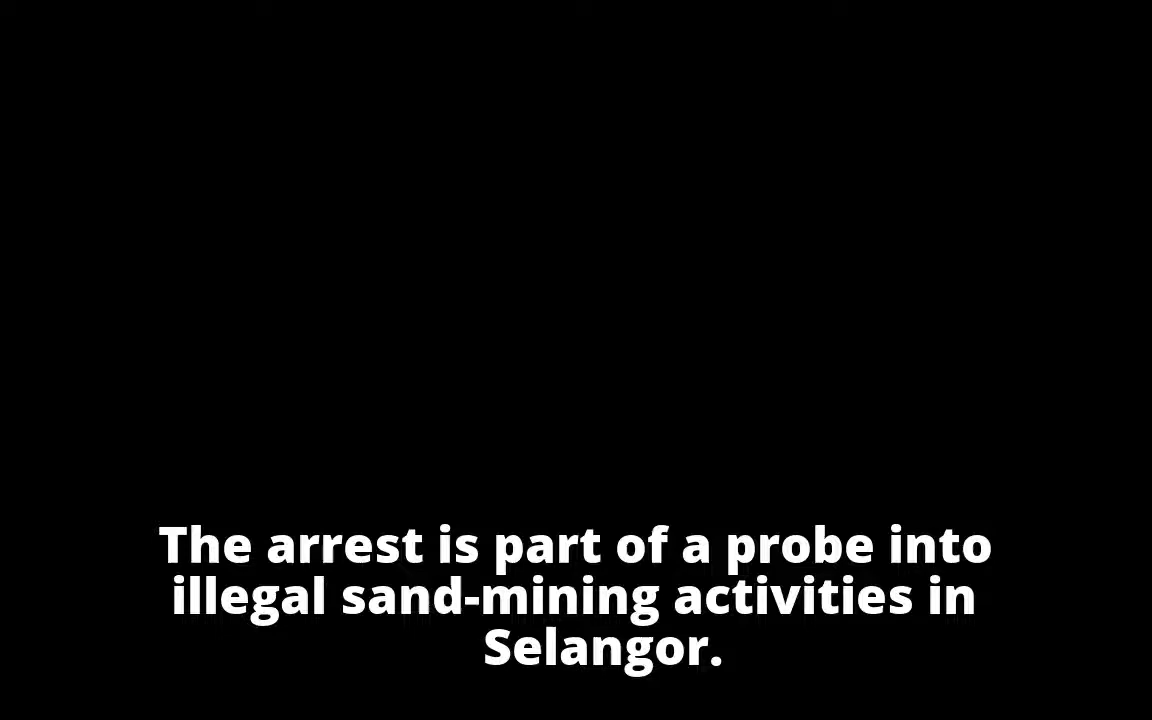 The arrest is part of a probe into
illegal sand-mining activities in
Selangor.